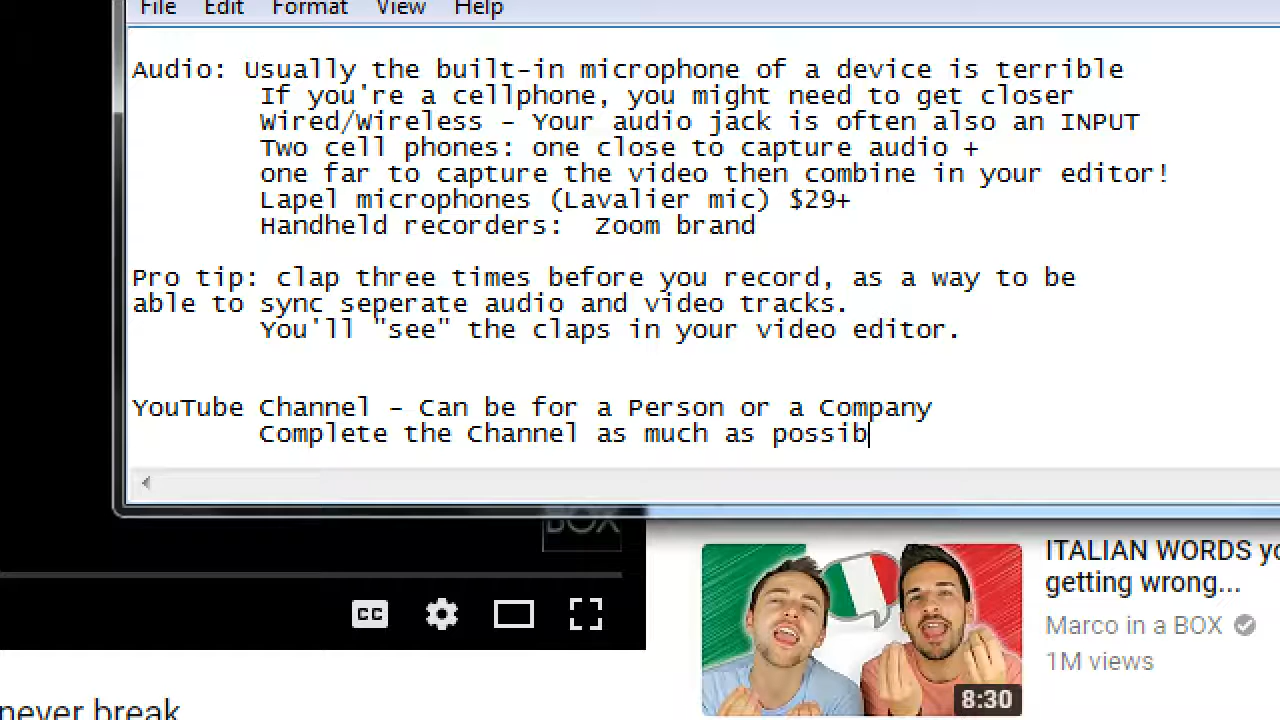 File Edit Format View Help
Audio: Usually the built-in microphone of a device is terrible
If you're a cellphone, you might need to get closer
Wired/Wireless - Your audio jack is often also an INPUT
Two cell phones: one close to capture audio +
one far to capture the video then combine in your editor!
Lapel microphones (Lavalier mic) $29+
Handheld recorders:  Zoom brand
Pro tip: clap three times before you record, as a way to be
able to sync seperate audio and video tracks.
You'll "see" the claps in your video editor.
YouTube Channel - Can be for a Person or a Company
Complete the Channel as much as possib
BOX
CC
8:30
ITALIAN WORDS yo
getting wrong...
Marco in a BOX
1M views
never break